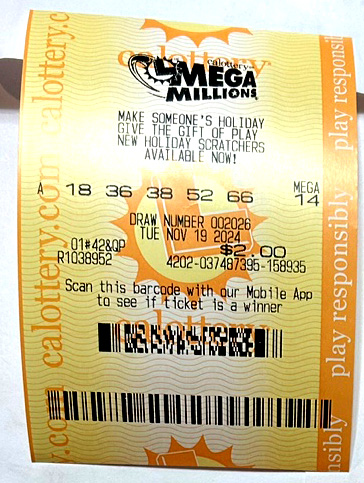 calottery
MEGA
MILLIONS
MAKE SOMEONE'S HOLIDAY
GIVE THE GIFT OF PLAY
NEW HOLIDAY SCRATCHERS
AVAILABLE NOW!
A 18 36 38 52 66 MEGA 14
DRAW NUMBER 002026
TUE NOV 19 2024
01#42&QP $2.00
R1038952 4202-037487395-158935
Scan this barcode with our Mobile App
to see if ticket is a winner
calottery.com
calottery.com
play responsibly